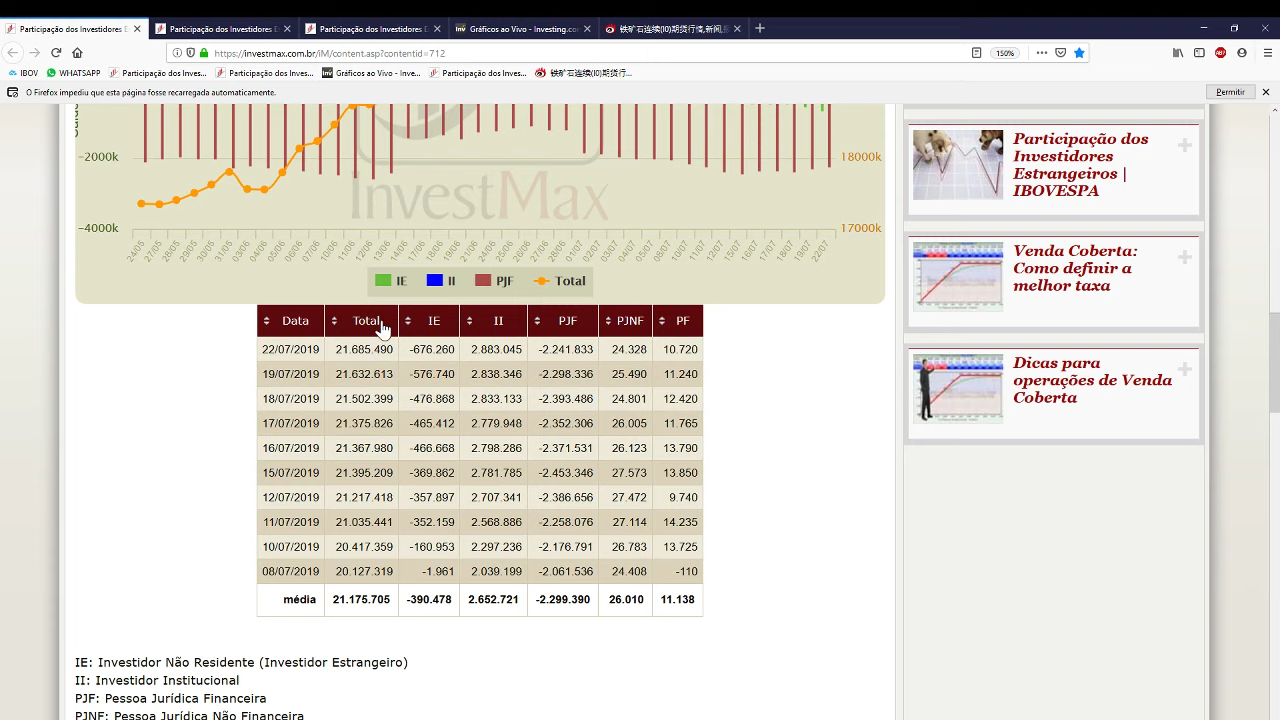 Participação dos Investidores E
Participação dos Investidores E
Participação dos Investidores E
Gráficos ao Vivo - Investing.co
铁矿石连续(I0)期货行情,新闻,
https://investmax.com.br/iM/content.asp?contentid=712
150%
IBOV
WHATSAPP
Participação dos Inves...
Participação dos Inves...
Gráficos ao Vivo - Inve...
Participação dos Inves...
铁矿石连续(I0)期货行...
O Firefox impediu que esta página fosse recarregada automaticamente.
Permitir
−2000k
18000k
InvestMax
−4000k
17000k
IE II PJF Total
Data Total IE II PJF PJNF PF
22/07/2019 21.685.490 -676.260 2.883.045 -2.241.833 24.328 10.720
19/07/2019 21.632.613 -576.740 2.838.346 -2.298.336 25.490 11.240
18/07/2019 21.502.399 -476.868 2.833.133 -2.393.486 24.801 12.420
17/07/2019 21.375.826 -465.412 2.779.948 -2.352.306 26.005 11.765
16/07/2019 21.367.980 -466.668 2.798.286 -2.371.531 26.123 13.790
15/07/2019 21.395.209 -369.862 2.781.785 -2.453.346 27.573 13.850
12/07/2019 21.217.418 -357.897 2.707.341 -2.386.656 27.472 9.740
11/07/2019 21.035.441 -352.159 2.568.886 -2.258.076 27.114 14.235
10/07/2019 20.417.359 -160.953 2.297.236 -2.176.791 26.783 13.725
08/07/2019 20.127.319 -1.961 2.039.199 -2.061.536 24.408 -110
média 21.175.705 -390.478 2.652.721 -2.299.390 26.010 11.138
IE: Investidor Não Residente (Investidor Estrangeiro)
II: Investidor Institucional
PJF: Pessoa Jurídica Financeira
PJNF: Pessoa Jurídica Não Financeira
Participação dos
Investidores
Estrangeiros |
IBOVESPA
Venda Coberta:
Como definir a
melhor taxa
Dicas para
operações de Venda
Coberta